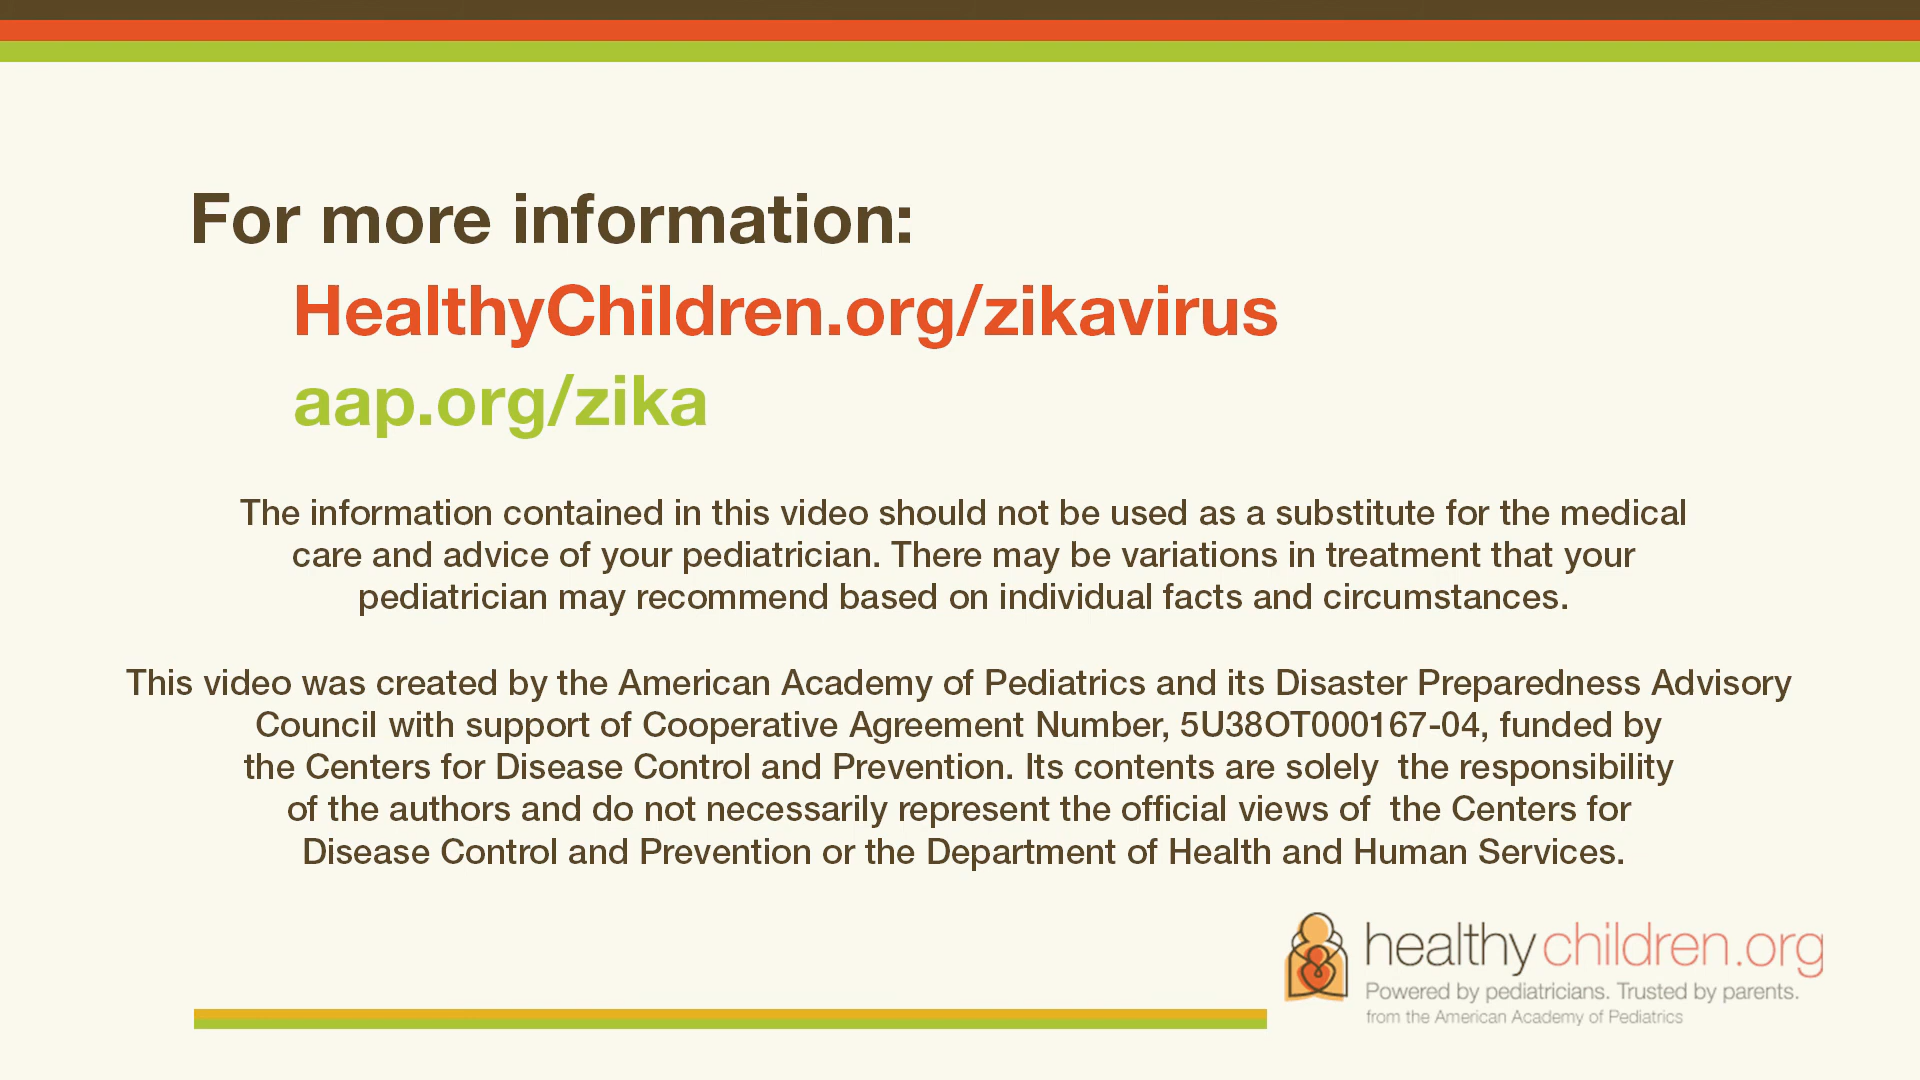 For more information:
HealthyChildren.org/zikavirus
aap.org/zika
The information contained in this video should not be used as a substitute for the medical
care and advice of your pediatrician. There may be variations in treatment that your
pediatrician may recommend based on individual facts and circumstances.
This video was created by the American Academy of Pediatrics and its Disaster Preparedness Advisory
Council with support of Cooperative Agreement Number, 5U38OT000167-04, funded by
the Centers for Disease Control and Prevention. Its contents are solely  the responsibility
of the authors and do not necessarily represent the official views of  the Centers for
Disease Control and Prevention or the Department of Health and Human Services.
healthychildren.org
Powered by pediatricians. Trusted by parents.
from the American Academy of Pediatrics